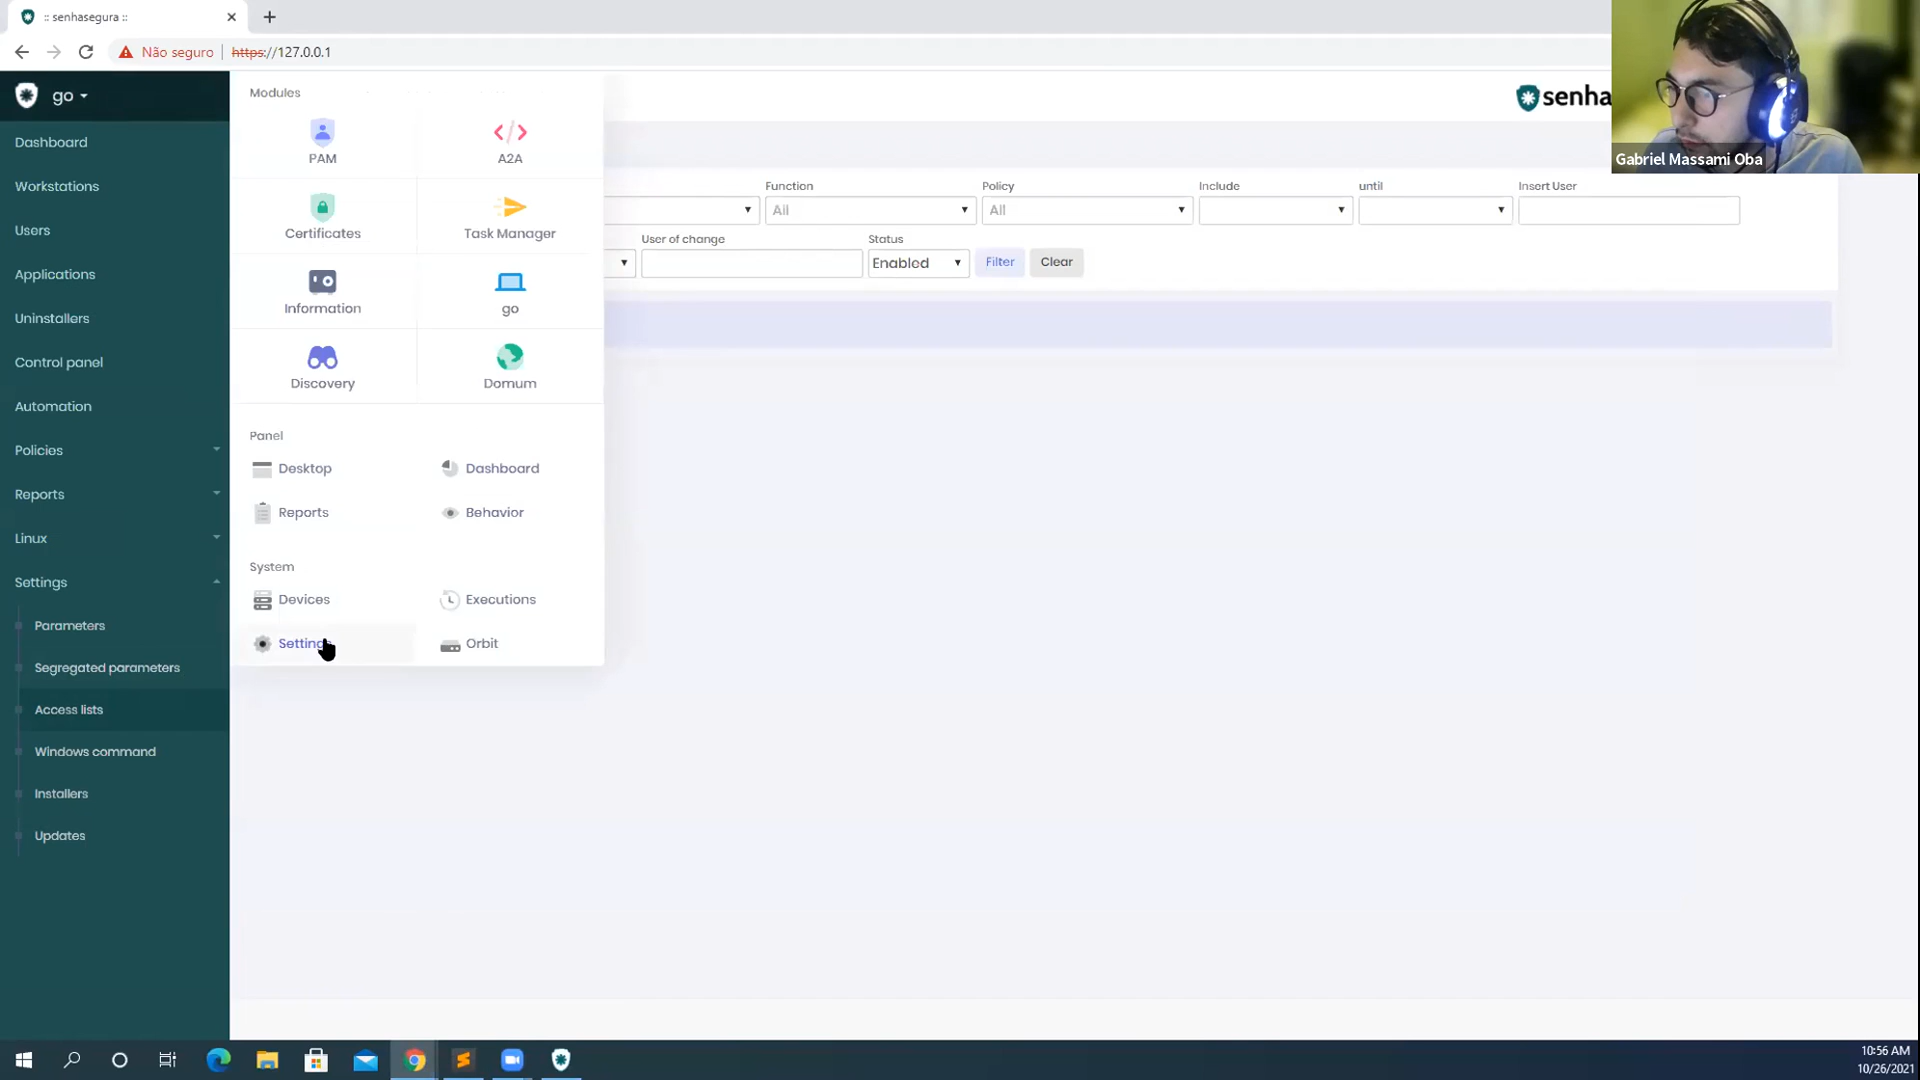 :: senhasegura ::
Não seguro
https://127.0.0.1
go
Modules
senha
Gabriel Massami Oba
Dashboard
Workstations
Users
Applications
Uninstallers
Control panel
Automation
Policies
Reports
Linux
Settings
Parameters
Segregated parameters
Access lists
Windows command
Installers
Updates
PAM
A2A
Certificates
Task Manager
Information
go
Discovery
Domum
Panel
Desktop
Dashboard
Reports
Behavior
System
Devices
Executions
Settings
Orbit
Function
Policy
Include
until
Insert User
All
All
User of change
Status
Enabled
Filter
Clear
10:56 AM
10/26/2021